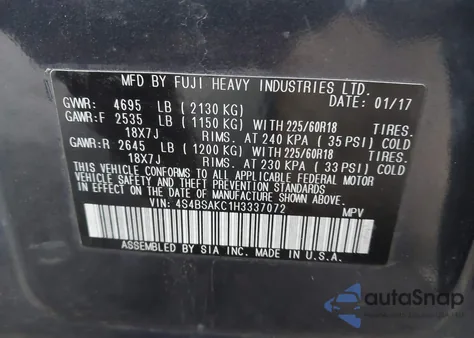 MFD BY FUJI HEAVY INDUSTRIES LTD.
GVWR: 4695 LB (2130 KG) DATE: 01/17
GAWR:F 2535 LB (1150 KG) WITH 225/60R18 TIRES.
18X7J RIMS. AT 240 KPA (35 PSI) COLD
GAWR:R 2645 LB (1200 KG) WITH 225/60R18 TIRES.
18X7J RIMS. AT 230 KPA (33 PSI) COLD
THIS VEHICLE CONFORMS TO ALL APPLICABLE FEDERAL MOTOR
VEHICLE SAFETY STANDARDS IN EFFECT ON THE
DATE OF MANUFACTURE SHOWN ABOVE.
VIN: 4S4BSAKC1H3337072 MPV
ASSEMBLED BY SIA INC. MADE IN U.S.A.
autoSnap